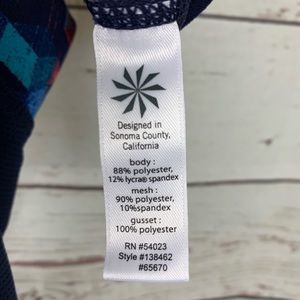 Designed in
Sonoma County,
California
body :
88% polyester,
12% lycra® spandex
mesh :
90% polyester,
10%spandex
gusset :
100% polyester
RN #54023
Style #138462
#65670